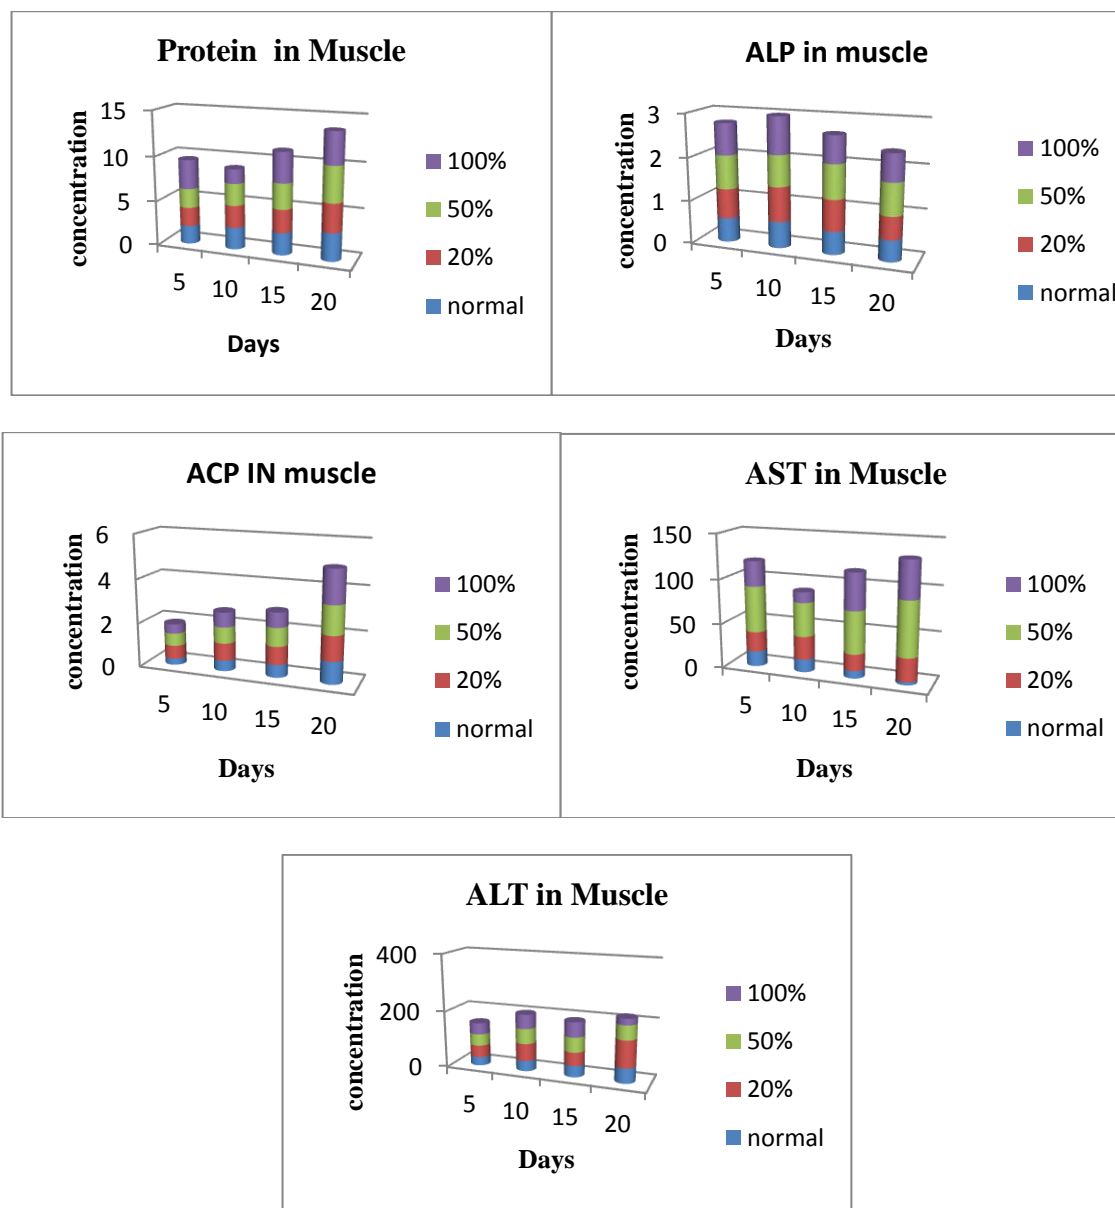 Protein  in Muscle
concentration
15
10
5
0
5 10 15 20
Days
100%
50%
20%
normal
ALP in muscle
concentration
3
2
1
0
5 10 15 20
Days
100%
50%
20%
normal
ACP IN muscle
concentration
6
4
2
0
5 10 15 20
Days
100%
50%
20%
normal
AST in Muscle
concentration
150
100
50
0
5 10 15 20
Days
100%
50%
20%
normal
ALT in Muscle
concentration
400
200
0
5 10 15 20
Days
100%
50%
20%
normal